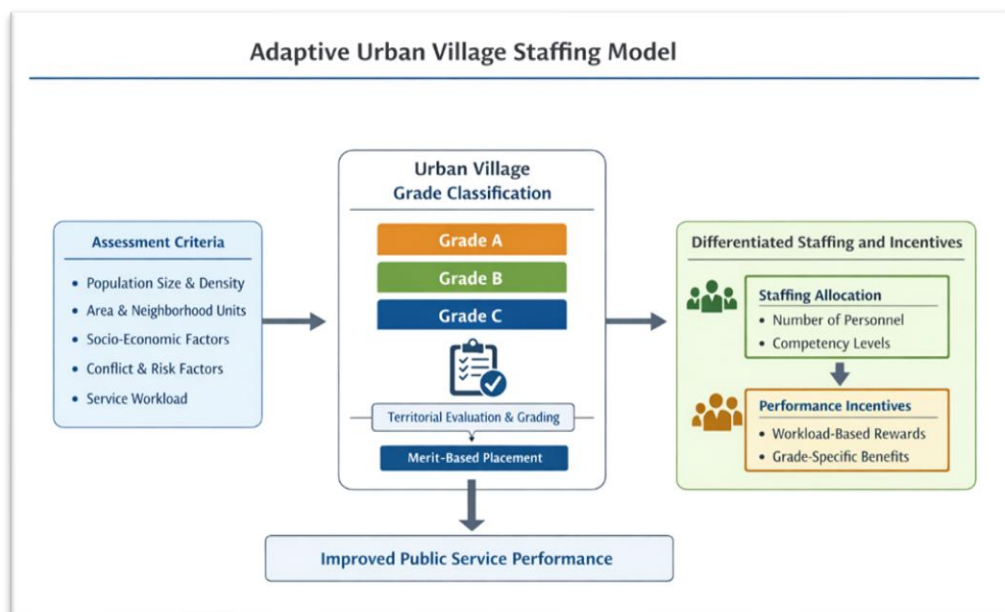 Adaptive Urban Village Staffing Model
Assessment Criteria
• Population Size & Density
• Area & Neighborhood Units
• Socio-Economic Factors
• Conflict & Risk Factors
• Service Workload
Urban Village
Grade Classification
Grade A
Grade B
Grade C
Territorial Evaluation & Grading
Merit-Based Placement
Differentiated Staffing and Incentives
Staffing Allocation
• Number of Personnel
• Competency Levels
Performance Incentives
• Workload-Based Rewards
• Grade-Specific Benefits
Improved Public Service Performance